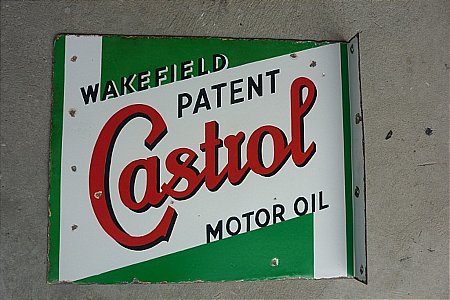 WAKEFIELD
PATENT
Castrol
MOTOR OIL